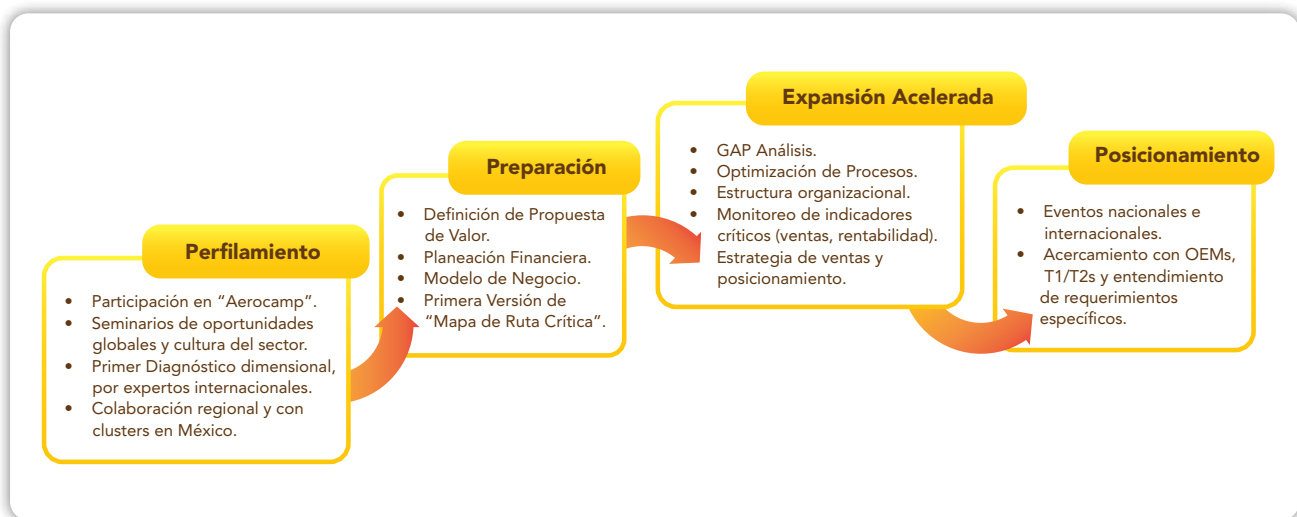 Perfilamiento
• Participación en “Aerocamp”.
• Seminarios de oportunidades
globales y cultura del sector.
• Primer Diagnóstico dimensional,
por expertos internacionales.
• Colaboración regional y con
clusters en México.
Preparación
• Definición de Propuesta
de Valor.
• Planeación Financiera.
• Modelo de Negocio.
• Primera Versión de
“Mapa de Ruta Crítica”.
Expansión Acelerada
• GAP Análisis.
• Optimización de Procesos.
• Estructura organizacional.
• Monitoreo de indicadores
críticos (ventas, rentabilidad).
• Estrategia de ventas y
posicionamiento.
Posicionamiento
• Eventos nacionales e
internacionales.
• Acercamiento con OEMs,
T1/T2s y entendimiento
de requerimientos
específicos.